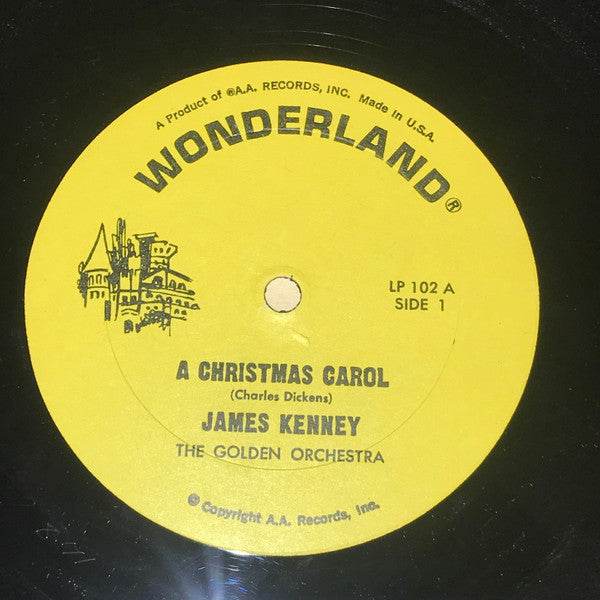 A Product of ®A.A. RECORDS, INC. Made in U.S.A.
WONDERLAND®
LP 102 A
SIDE 1
A CHRISTMAS CAROL
(Charles Dickens)
JAMES KENNEY
THE GOLDEN ORCHESTRA
© Copyright A.A. Records, Inc.